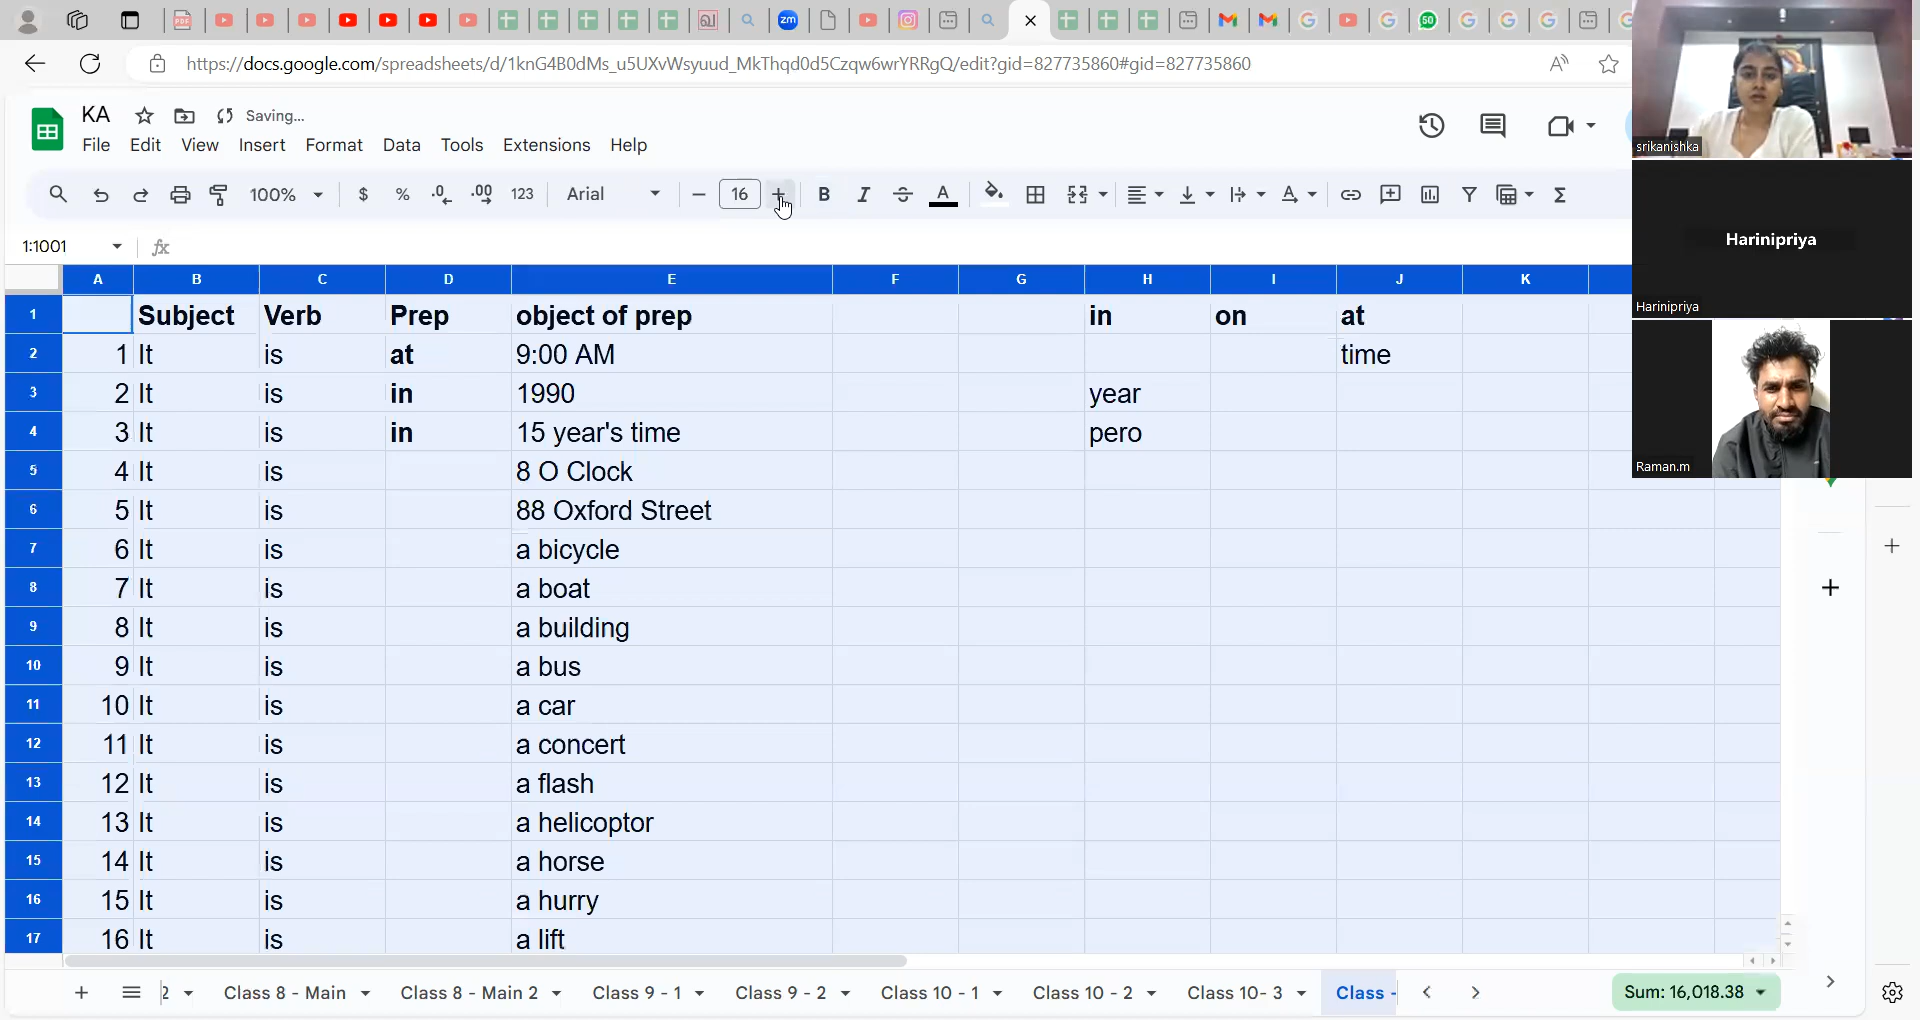 https://docs.google.com/spreadsheets/d/1knG4B0dMs_u5UXvWsyuud_MkThqd0d5Czqw6wrYRRgQ/edit?gid=827735860#gid=827735860
KA Saving...
File Edit View Insert Format Data Tools Extensions Help
100% $ % .0 .00 123 Arial 16 B I A
1:1001 fx
A B C D E F G H I J K
1 Subject Verb Prep object of prep in on at
2 1 It is at 9:00 AM time
3 2 It is in 1990 year
4 3 It is in 15 year's time pero
5 4 It is 8 O Clock
6 5 It is 88 Oxford Street
7 6 It is a bicycle
8 7 It is a boat
9 8 It is a building
10 9 It is a bus
11 10 It is a car
12 11 It is a concert
13 12 It is a flash
14 13 It is a helicoptor
15 14 It is a horse
16 15 It is a hurry
17 16 It is a lift
2 Class 8 - Main Class 8 - Main 2 Class 9 - 1 Class 9 - 2 Class 10 - 1 Class 10 - 2 Class 10- 3 Class - Sum: 16,018.38
srikanishka
Harinipriya
Harinipriya
Raman.m